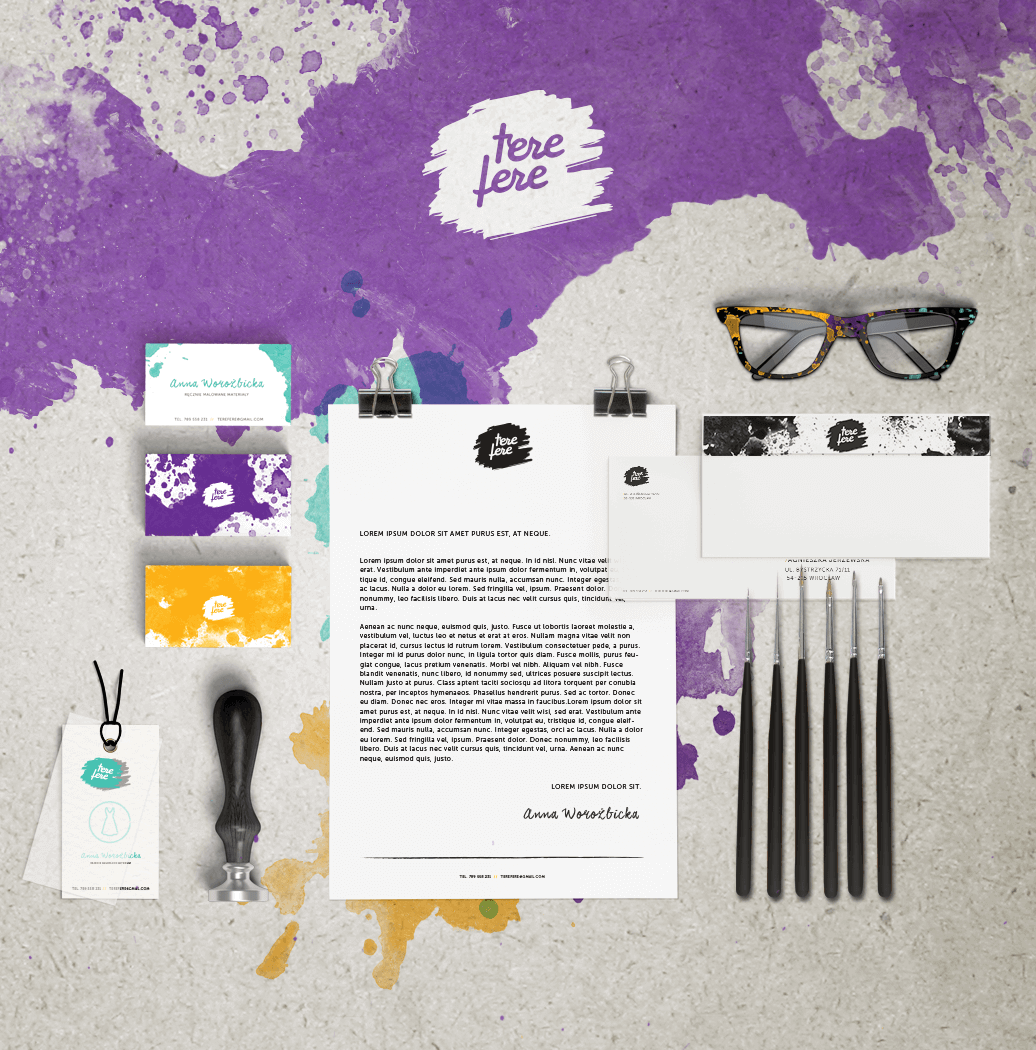 tere
fere
Anna Woroźbicka
RĘCZNIE MALOWANE MATERIAŁY
TEL. 789 558 231 :: TEREFERE@GMAIL.COM
tere
fere
tere
fere
tere
fere
LOREM IPSUM DOLOR SIT AMET PURUS EST, AT NEQUE.
Lorem ipsum dolor sit amet purus est, at neque. In id nisl. Nunc vitae veli
erat. Vestibulum ante imperdiet ante ipsum dolor fermentum in, volutpat
tique id, congue eleifend. Sed mauris nulla, accumsan nunc. Integer eges
ac lacus. Nulla a dolor eu lorem. Sed fringilla vel, ipsum. Praesent dolor.
nonummy, leo facilisis libero. Duis at lacus nec velit cursus quis, tincidunt, vel,
urna.
Aenean ac nunc neque, euismod quis, justo. Fusce ut lobortis laoreet molestie a,
vestibulum vel, luctus leo et netus et erat at eros. Nullam magna vitae velit non
placerat id, cursus lectus id rutrum lorem. Vestibulum consectetuer pede, a purus.
Integer mi id purus dolor nunc, in ligula tortor quis diam. Fusce mollis, purus feu-
giat congue, lacus pretium venenatis. Morbi vel nibh. Aliquam vel nibh. Fusce
blandit venenatis, nunc libero, id nonummy sed, ultrices posuere suscipit lectus.
Nullam justo at purus. Class aptent taciti sociosqu ad litora torquent per conubia
nostra, per inceptos hymenaeos. Phasellus hendrerit purus. Sed ac tortor. Donec
eu diam. Donec nec eros. Integer mi vitae massa in faucibus.Lorem ipsum dolor sit
amet purus est, at neque. In id nisl. Nunc vitae velit wisi, sed erat. Vestibulum ante
imperdiet ante ipsum dolor fermentum in, volutpat eu, tristique id, congue eleif-
end. Sed mauris nulla, accumsan nunc. Integer egestas, orci ac lacus. Nulla a dolor
eu lorem. Sed fringilla vel, ipsum. Praesent dolor. Donec nonummy, leo facilisis
libero. Duis at lacus nec velit cursus quis, tincidunt vel, urna. Aenean ac nunc
neque, euismod quis, justo.
LOREM IPSUM DOLOR SIT.
Anna Woroźbicka
TEL. 789 558 231 :: TEREFERE@GMAIL.COM
tere
fere
tere
fere
AGNIESZKA JERZEWSKA
UL. BYSTRZYCKA 71/11
WROCŁAW
tere
fere
Anna Woroźbicka
TEL. 789 558 231 :: TEREFERE@GMAIL.COM